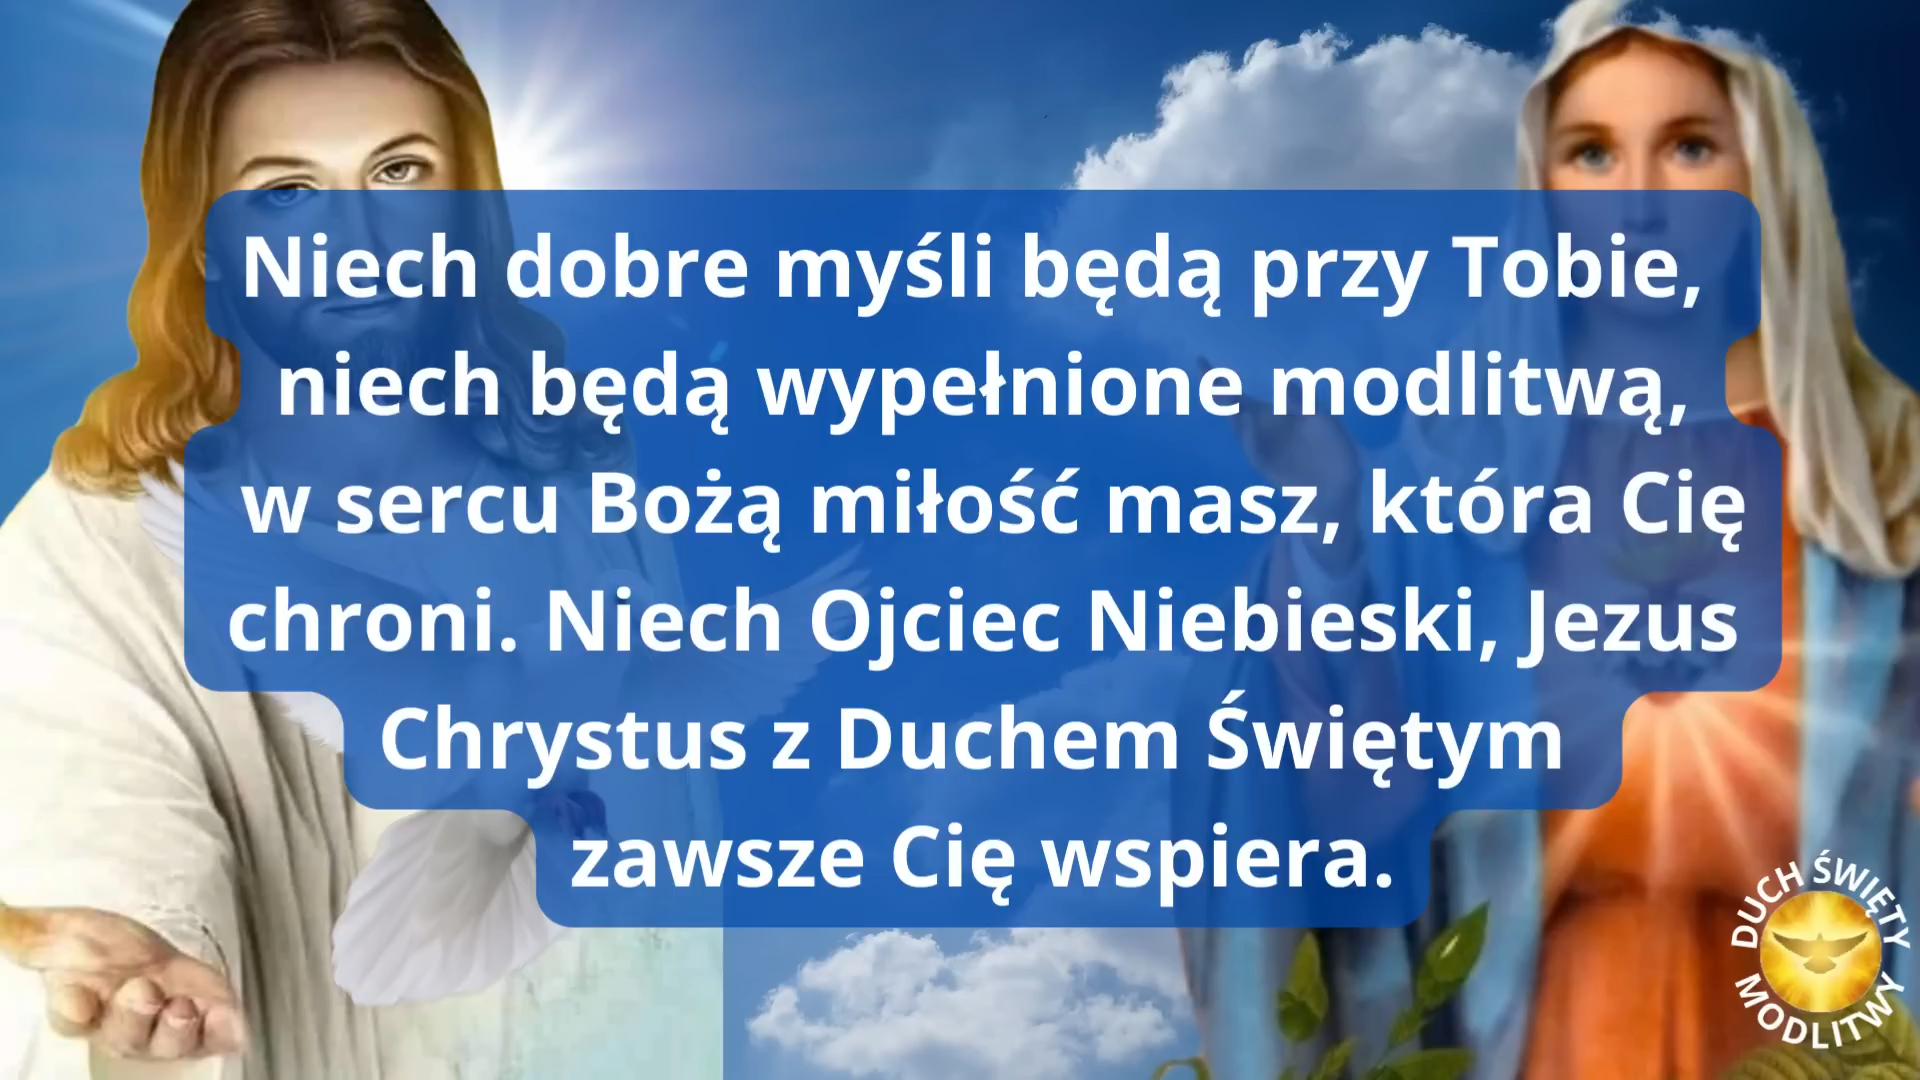 Niech dobre myśli będą przy Tobie,
niech będą wypełnione modlitwą,
w sercu Bożą miłość masz, która Cię
chroni. Niech Ojciec Niebieski, Jezus
Chrystus z Duchem Świętym
zawsze Cię wspiera.
DUCH ŚWIĘTY
MODLITWY